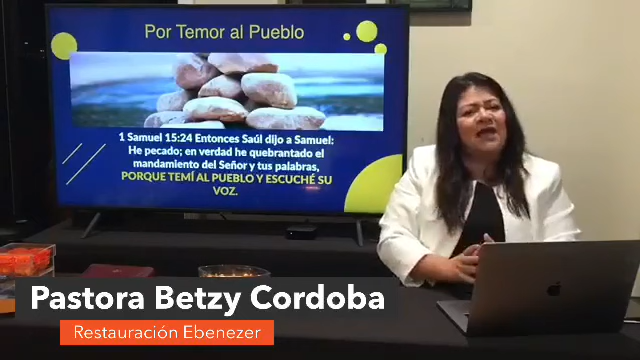 Por Temor al Pueblo
1 Samuel 15:24 Entonces Saúl dijo a Samuel:
He pecado; en verdad he quebrantado el
mandamiento del Señor y tus palabras,
PORQUE TEMÍ AL PUEBLO Y ESCUCHÉ SU
VOZ.
Pastora Betzy Cordoba
Restauración Ebenezer